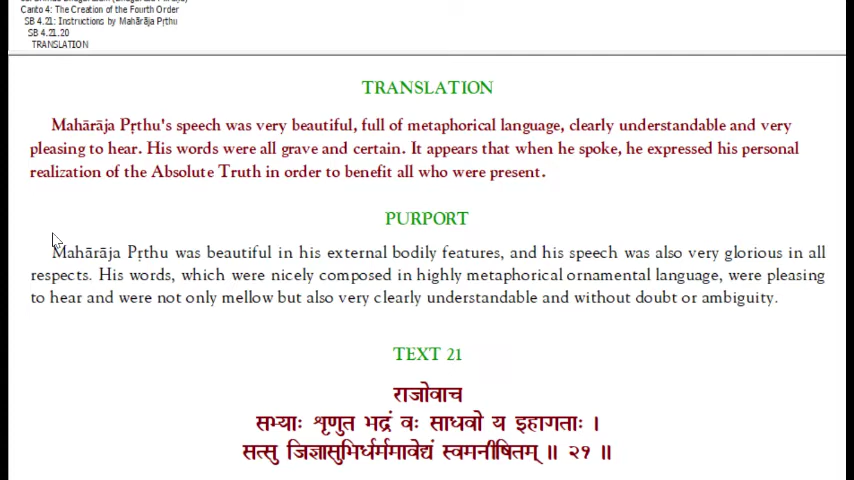 Canto 4: The Creation of the Fourth Order
SB 4.21: Instructions by Mahārāja Pṛthu
SB 4.21.20
TRANSLATION
TRANSLATION
Mahārāja Pṛthu's speech was very beautiful, full of metaphorical language, clearly understandable and very
pleasing to hear. His words were all grave and certain. It appears that when he spoke, he expressed his personal
realization of the Absolute Truth in order to benefit all who were present.
PURPORT
Mahārāja Pṛthu was beautiful in his external bodily features, and his speech was also very glorious in all
respects. His words, which were nicely composed in highly metaphorical ornamental language, were pleasing
to hear and were not only mellow but also very clearly understandable and without doubt or ambiguity.
TEXT 21
राजोवाच
सभ्याः शृणुत भद्रं वः साधवो य इहागताः ।
सत्सु जिज्ञासुभिर्धर्ममावेद्यं स्वमनीषितम् ॥ २१ ॥